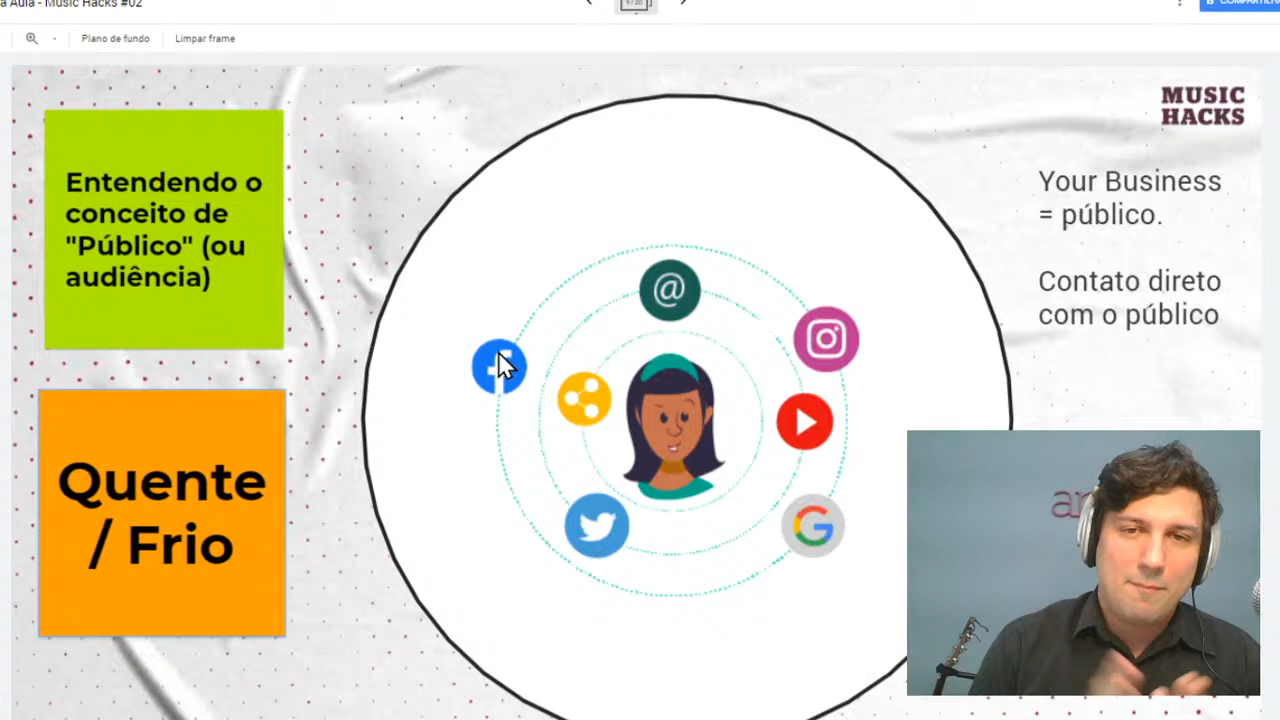 a Aula - Music Hacks #02
Plano de fundo
Limpar frame
MUSIC
HACKS
Entendendo o
conceito de
"Público" (ou
audiência)
Your Business
= público.
Contato direto
com o público
Quente
/ Frio